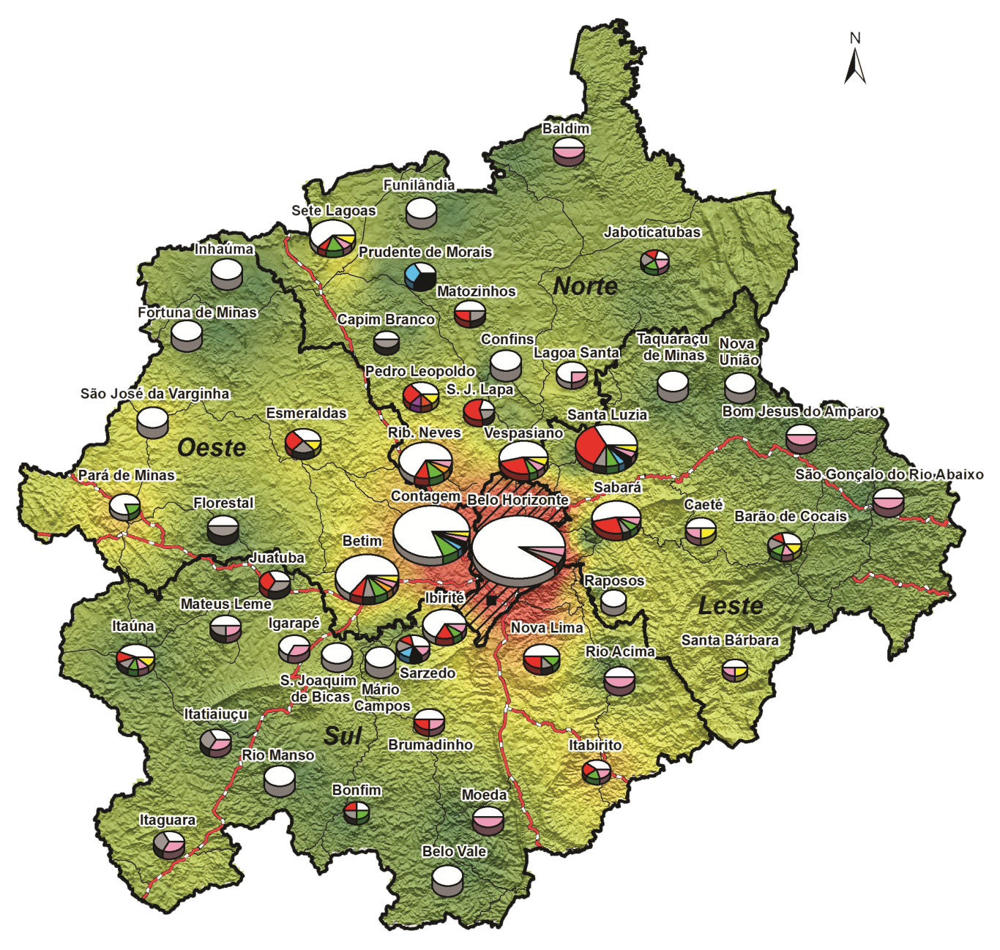 N
Baldim
Funilândia
Sete Lagoas
Jaboticatubas
Inhaúma
Prudente de Morais
Norte
Matozinhos
Fortuna de Minas
Capim Branco
Confins
Taquaraçu
de Minas
Nova
União
Lagoa Santa
Pedro Leopoldo
S. J. Lapa
São José da Varginha
Esmeraldas
Santa Luzia
Bom Jesus do Amparo
Rib. Neves
Vespasiano
Oeste
Pará de Minas
São Gonçalo do Rio Abaixo
Sabará
Contagem
Belo Horizonte
Florestal
Caeté
Barão de Cocais
Betim
Juatuba
Raposos
Ibirité
Mateus Leme
Leste
Itaúna
Igarapé
Nova Lima
Santa Bárbara
Rio Acima
Sarzedo
S. Joaquim
de Bicas
Mário
Campos
Itatiaiuçu
Sul
Brumadinho
Itabirito
Rio Manso
Bonfim
Moeda
Itaguara
Belo Vale